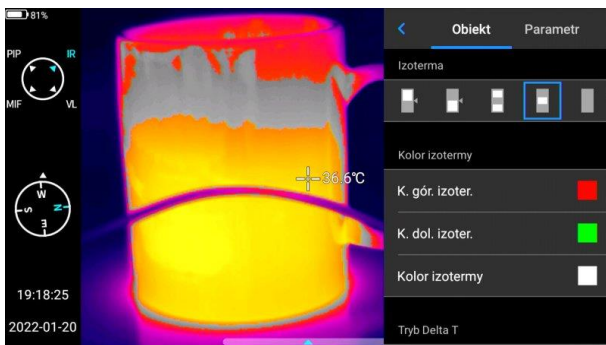 81%
Obiekt Parametr
PIP IR
Izoterma
MIF VL
36.6°C
Kolor izotermy
W
S N
E
K. gór. izoter.
K. dol. izoter.
19:18:25
Kolor izotermy
2022-01-20
Tryb Delta T